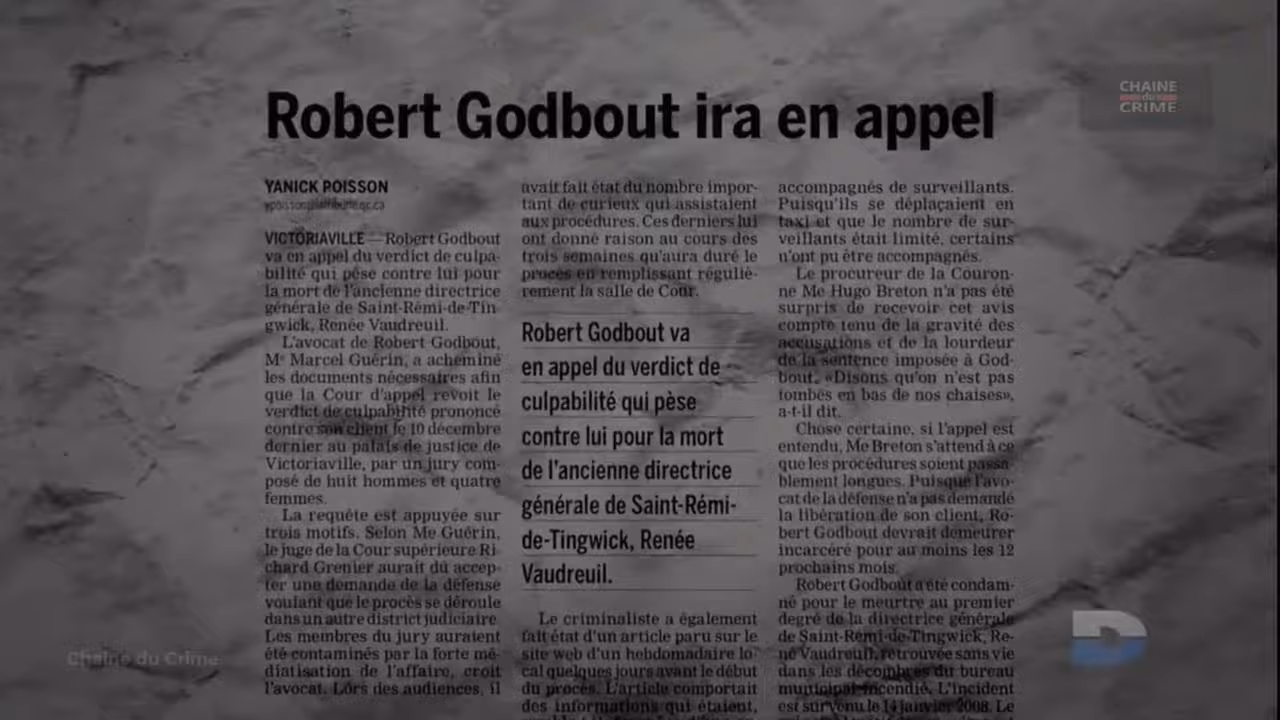 Robert Godbout ira en appel
CHAINE
du
CRIME
YANICK POISSON
ypoisson@latribune.qc.ca
VICTORIAVILLE — Robert Godbout
va en appel du verdict de culpa-
bilité qui pèse contre lui pour
la mort de l'ancienne directrice
générale de Saint-Rémi-de-Tin-
gwick, Renée Vaudreuil.
L'avocat de Robert Godbout,
Me Marcel Guérin, a acheminé
les documents nécessaires afin
que la Cour d'appel revoit le
verdict de culpabilité prononcé
contre son client le 10 décembre
dernier au palais de justice de
Victoriaville, par un jury com-
posé de huit hommes et quatre
femmes.
La requête est appuyée sur
trois motifs. Selon Me Guérin,
le juge de la Cour supérieure Ri-
chard Grenier aurait dû accep-
ter une demande de la défense
voulant que le procès se déroule
dans un autre district judiciaire.
Les membres du jury auraient
été contaminés par la forte mé-
diatisation de l'affaire, croit
l'avocat. Lors des audiences, il
avait fait état du nombre impor-
tant de curieux qui assistaient
aux procédures. Ces derniers lui
ont donné raison au cours des
trois semaines qu'aura duré le
procès en remplissant réguliè-
rement la salle de Cour.
Robert Godbout va
en appel du verdict de
culpabilité qui pèse
contre lui pour la mort
de l'ancienne directrice
générale de Saint-Rémi-
de-Tingwick, Renée
Vaudreuil.
Le criminaliste a également
fait état d'un article paru sur le
site web d'un hebdomadaire lo-
cal quelques jours avant le début
du procès. L'article comportait
des informations qui étaient,
accompagnés de surveillants.
Puisqu'ils se déplaçaient en
taxi et que le nombre de sur-
veillants était limité, certains
n'ont pu être accompagnés.
Le procureur de la Couron-
ne Me Hugo Breton n'a pas été
surpris de recevoir cet avis
compte tenu de la gravité des
accusations et de la lourdeur
de la sentence imposée à God-
bout. «Disons qu'on n'est pas
tombés en bas de nos chaises»,
a-t-il dit.
Chose certaine, si l'appel est
entendu, Me Breton s'attend à ce
que les procédures soient passa-
blement longues. Puisque l'avo-
cat de la défense n'a pas demandé
la libération de son client, Ro-
bert Godbout devrait demeurer
incarcéré pour au moins les 12
prochains mois.
Robert Godbout a été condam-
né pour le meurtre au premier
degré de la directrice générale
de Saint-Rémi-de-Tingwick, Re-
né Vaudreuil, retrouvée sans vie
dans les décombres du bureau
municipal incendié. L'incident
est survenu le 14 janvier 2008. Le
Chaine du Crime
D